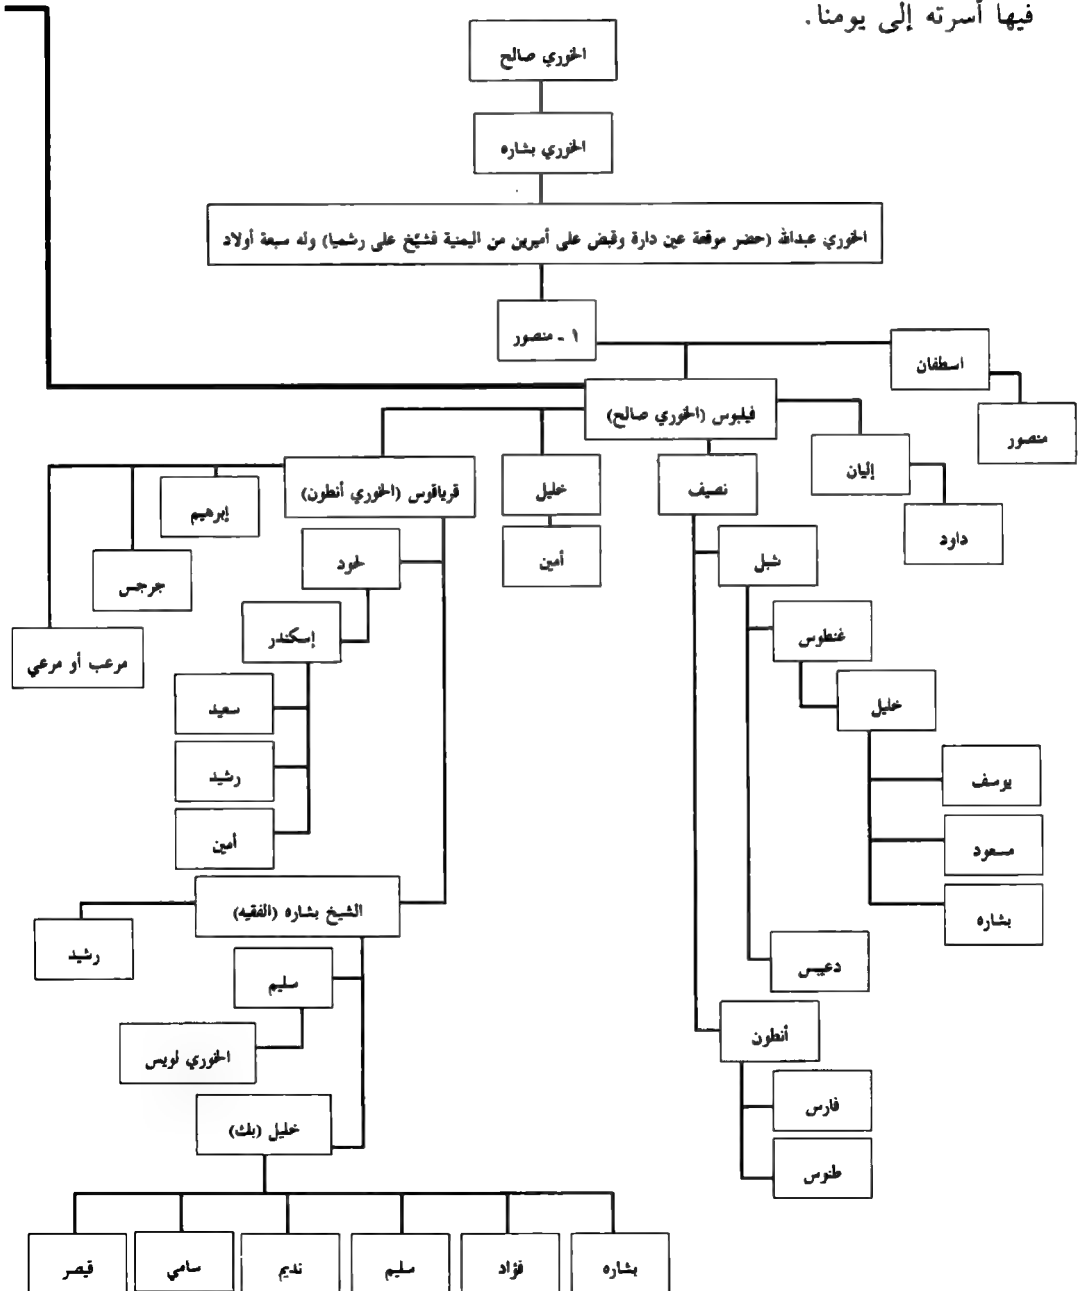 فيها أسرته إلى يومنا.
الخوري صالح
الخوري بشاره
الخوري عبدالله (حضر موقعة عين دارة وقبض على أميرين من اليمنية فشيّخ على رشميا) وله سبعة أولاد
١ ـ منصور
اسطفان
منصور
فيلبوس (الخوري صالح)
إليان
داود
نصيف
خليل
أمين
قرياقوس (الخوري أنطون)
إبرهيم
جرجس
مرعب أو مرعي
شبل
غنطوس
خليل
يوسف
مسعود
بشاره
دعيبس
أنطون
فارس
طنوس
لحود
إسكندر
سعيد
رشيد
أمين
الشيخ بشاره (الفقيه)
رشيد
سليم
الخوري لويس
خليل (بك)
بشاره
فؤاد
سليم
نديم
سامي
قيصر